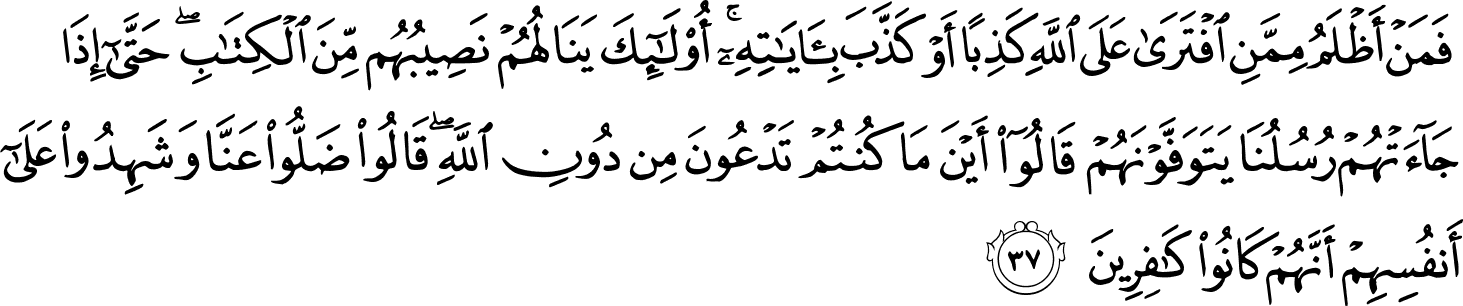 فَمَنۡ أَظۡلَمُ مِمَّنِ ٱفۡتَرَىٰ عَلَى ٱللَّهِ كَذِبًا أَوۡ كَذَّبَ بِـَٔايَٰتِهِۦٓۚ أُوْلَٰٓئِكَ يَنَالُهُمۡ نَصِيبُهُم مِّنَ ٱلۡكِتَٰبِۖ حَتَّىٰٓ إِذَا
جَآءَتۡهُمۡ رُسُلُنَا يَتَوَفَّوۡنَهُمۡ قَالُوٓاْ أَيۡنَ مَا كُنتُمۡ تَدۡعُونَ مِن دُونِ ٱللَّهِۖ قَالُواْ ضَلُّواْ عَنَّا وَشَهِدُواْ عَلَىٰٓ
أَنفُسِهِمۡ أَنَّهُمۡ كَانُواْ كَٰفِرِينَ ٣٧